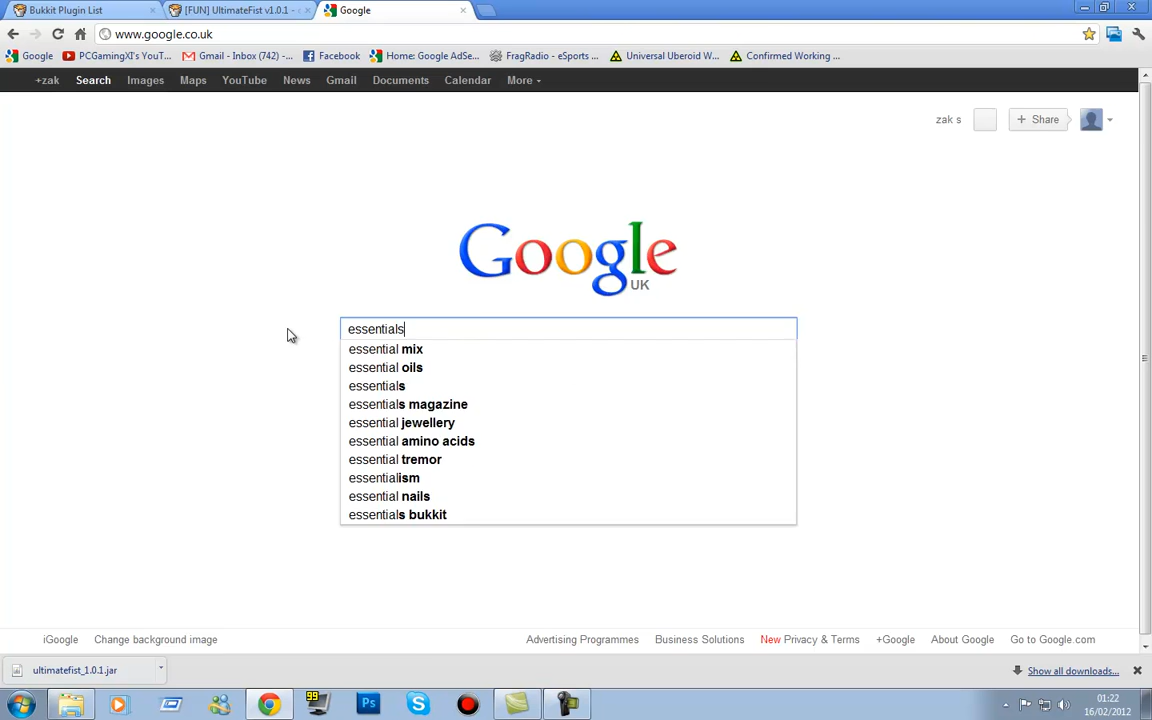 Bukkit Plugin List
[FUN] UltimateFist v1.0.1 -
Google
www.google.co.uk
Google
PCGamingXI's YouT...
Gmail - Inbox (742) -...
Facebook
Home: Google AdSe...
FragRadio - eSports ...
Universal Uberoid W...
Confirmed Working ...
+zak Search Images Maps YouTube News Gmail Documents Calendar More
zak s
+ Share
Google
UK
essentials
essential mix
essential oils
essentials
essentials magazine
essential jewellery
essential amino acids
essential tremor
essentialism
essential nails
essentials bukkit
iGoogle Change background image Advertising Programmes Business Solutions New Privacy & Terms +Google About Google Go to Google.com
ultimatefist_1.0.1.jar
Show all downloads...
99
Ps
01:22
16/02/2012